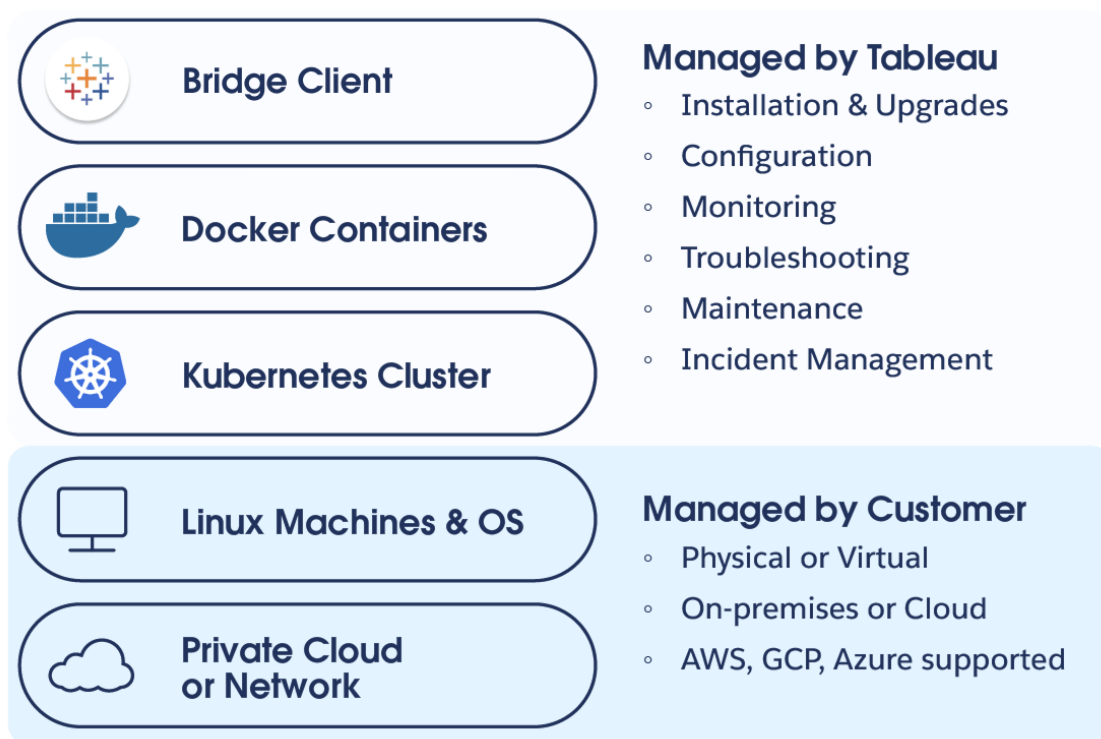 Bridge Client
Docker Containers
Kubernetes Cluster
Managed by Tableau
◦ Installation & Upgrades
◦ Configuration
◦ Monitoring
◦ Troubleshooting
◦ Maintenance
◦ Incident Management
Linux Machines & OS
Private Cloud
or Network
Managed by Customer
◦ Physical or Virtual
◦ On-premises or Cloud
◦ AWS, GCP, Azure supported